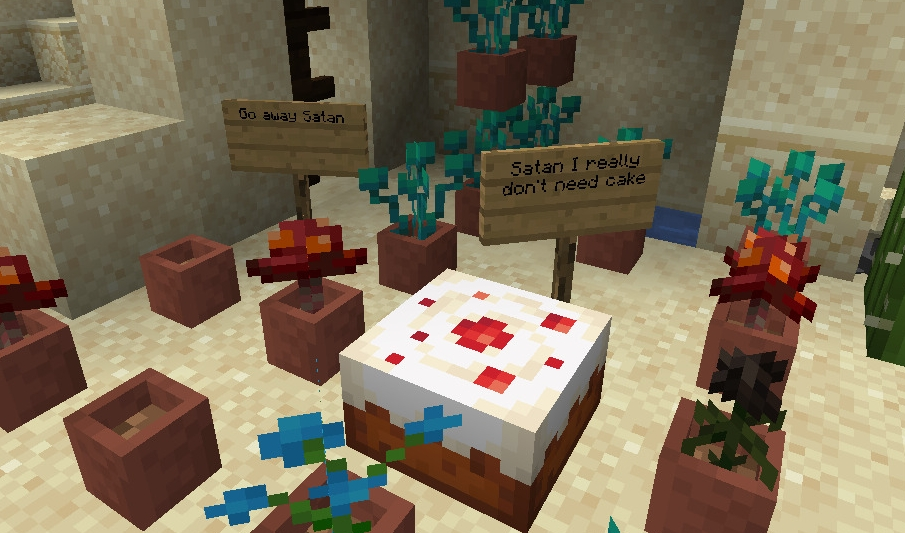 Go away Satan
Satan I really
don't need cake